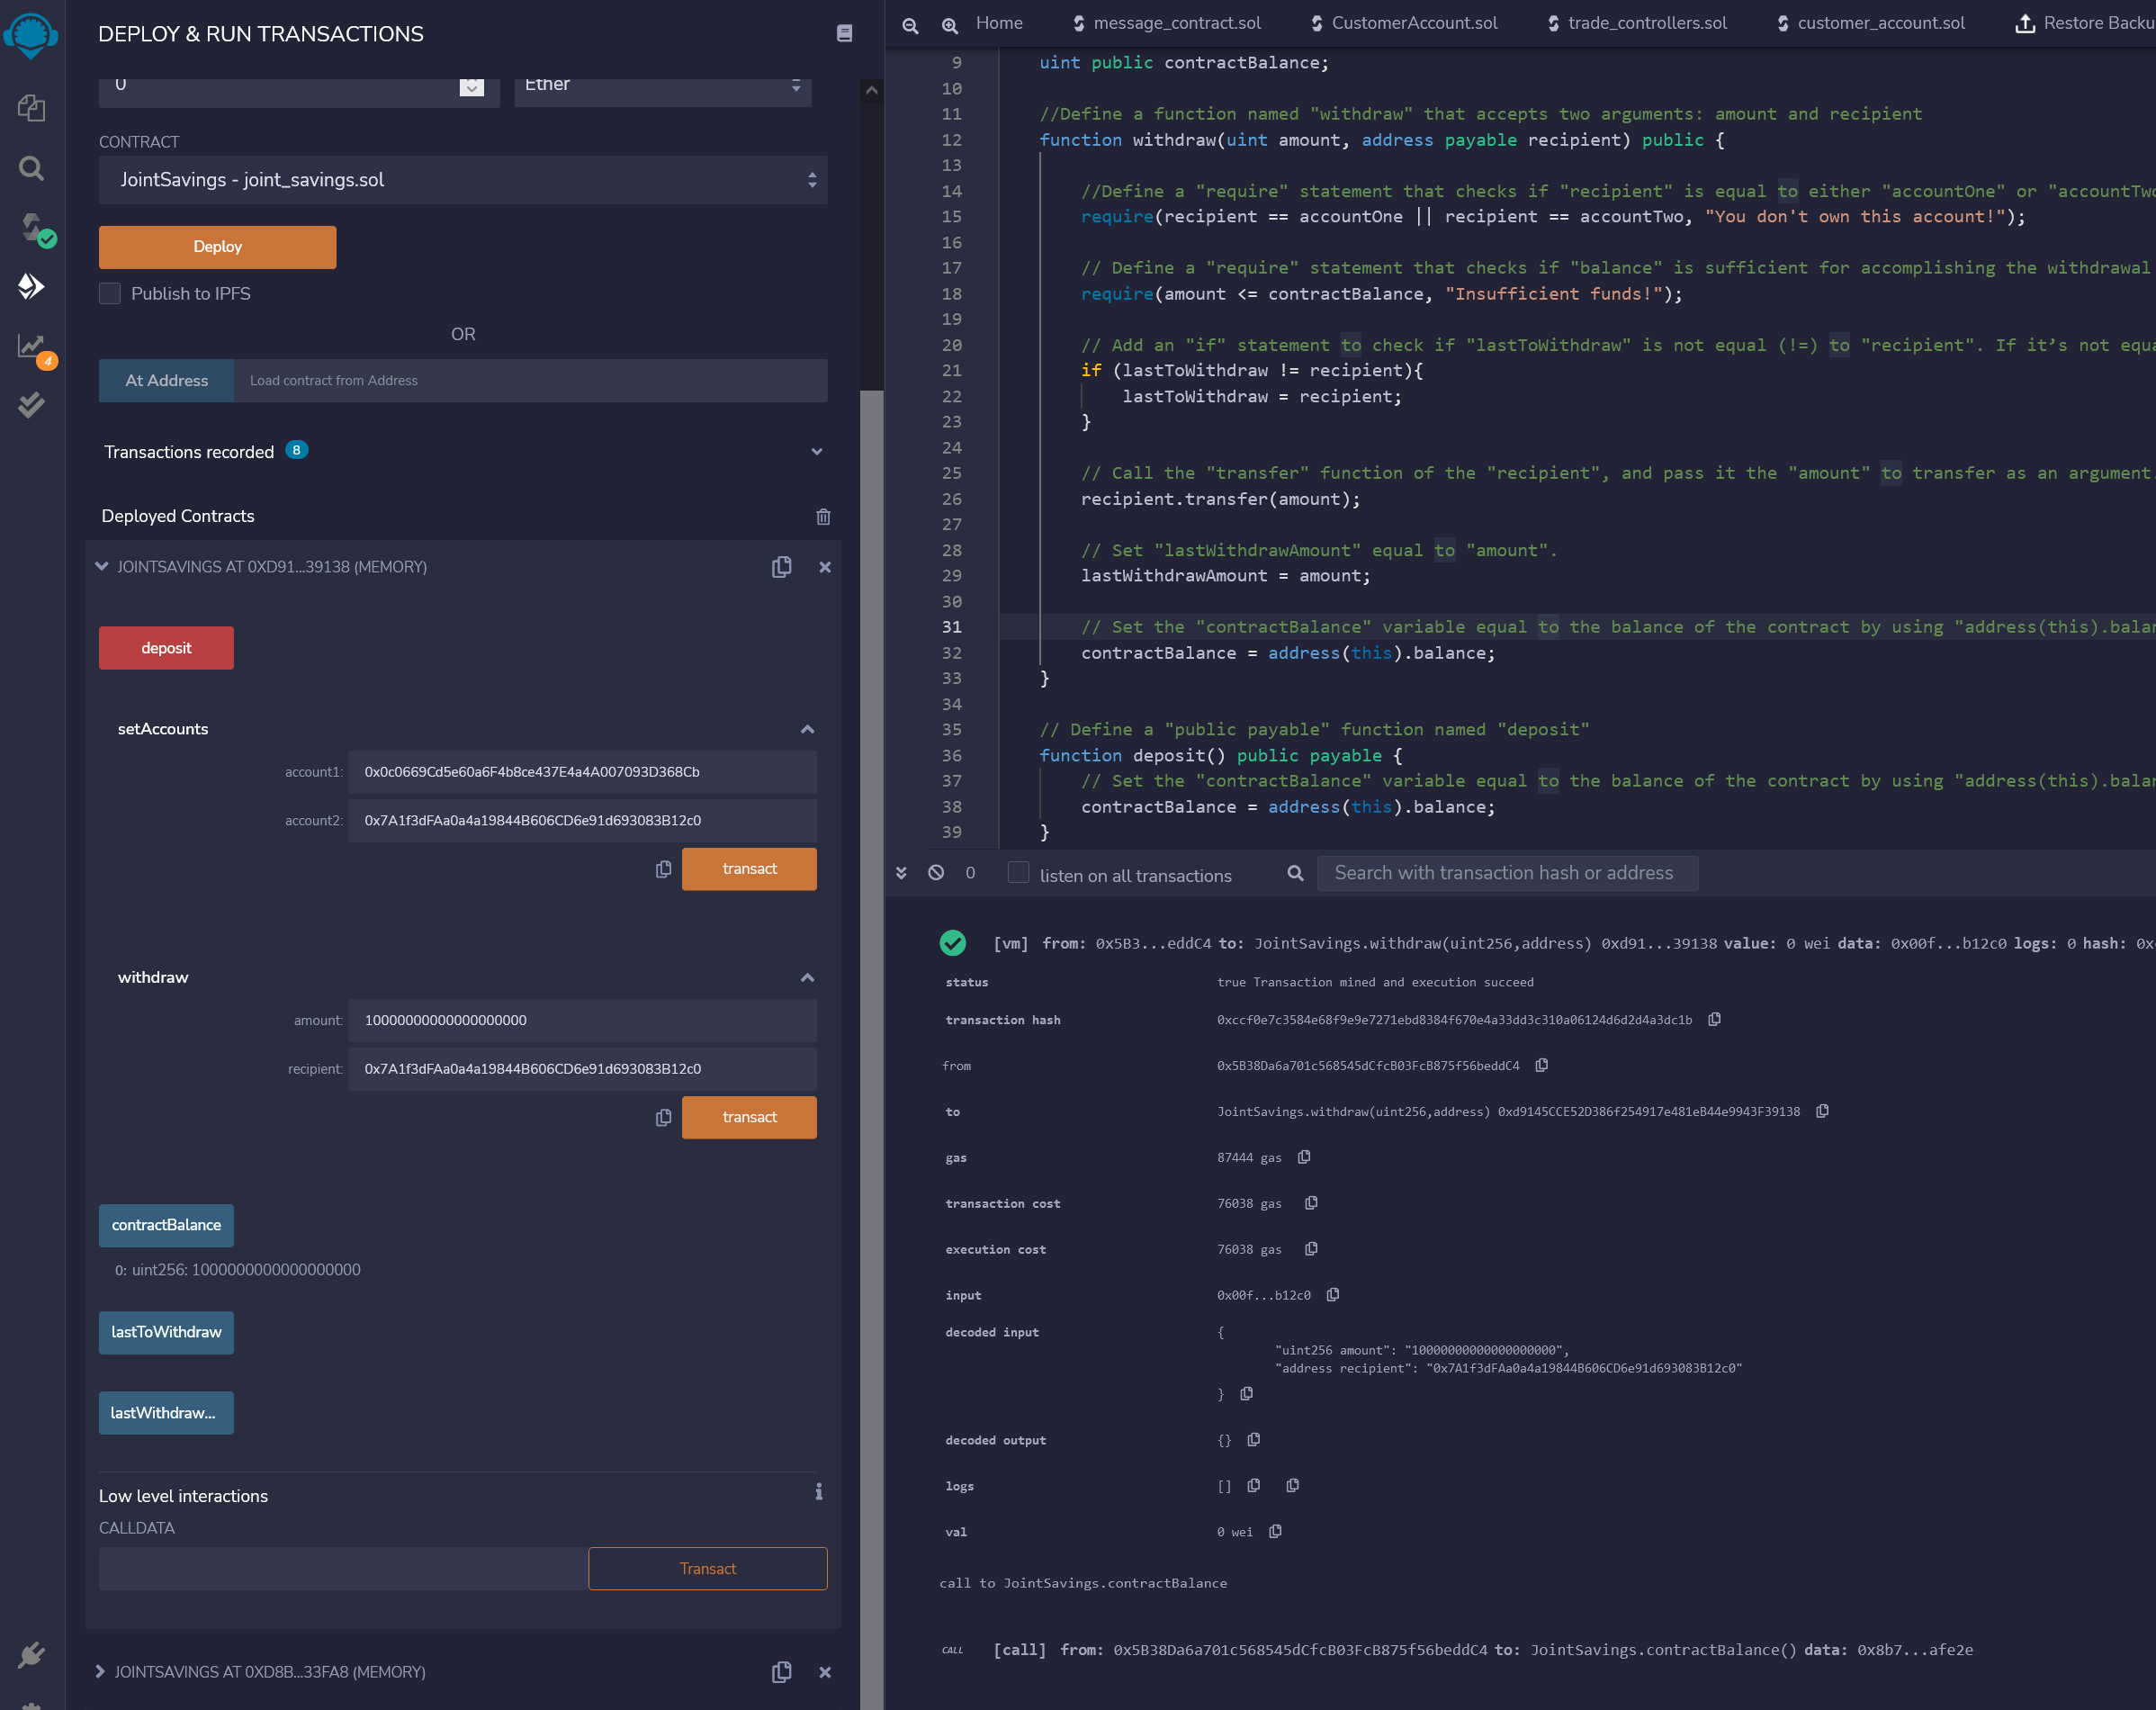 DEPLOY & RUN TRANSACTIONS
0
Ether
CONTRACT
JointSavings - joint_savings.sol
Deploy
Publish to IPFS
OR
At Address
Load contract from Address
4
Transactions recorded 8
Deployed Contracts
JOINTSAVINGS AT 0XD91...39138 (MEMORY)
deposit
setAccounts
account1: 0x0c0669Cd5e60a6F4b8ce437E4a4A007093D368Cb
account2: 0x7A1f3dFAa0a4a19844B606CD6e91d693083B12c0
transact
withdraw
amount: 10000000000000000000
recipient: 0x7A1f3dFAa0a4a19844B606CD6e91d693083B12c0
transact
contractBalance
0: uint256: 1000000000000000000
lastToWithdraw
lastWithdraw...
Low level interactions
CALLDATA
Transact
JOINTSAVINGS AT 0XD8B...33FA8 (MEMORY)
Home message_contract.sol CustomerAccount.sol trade_controllers.sol customer_account.sol Restore Backu
9 uint public contractBalance;
10
11 //Define a function named "withdraw" that accepts two arguments: amount and recipient
12 function withdraw(uint amount, address payable recipient) public {
13
14 //Define a "require" statement that checks if "recipient" is equal to either "accountOne" or "accountTwo
15 require(recipient == accountOne || recipient == accountTwo, "You don't own this account!");
16
17 // Define a "require" statement that checks if "balance" is sufficient for accomplishing the withdrawal
18 require(amount <= contractBalance, "Insufficient funds!");
19
20 // Add an "if" statement to check if "lastToWithdraw" is not equal (!=) to "recipient". If it’s not equa
21 if (lastToWithdraw != recipient){
22 lastToWithdraw = recipient;
23 }
24
25 // Call the "transfer" function of the "recipient", and pass it the "amount" to transfer as an argument.
26 recipient.transfer(amount);
27
28 // Set "lastWithdrawAmount" equal to "amount".
29 lastWithdrawAmount = amount;
30
31 // Set the "contractBalance" variable equal to the balance of the contract by using "address(this).balan
32 contractBalance = address(this).balance;
33 }
34
35 // Define a "public payable" function named "deposit"
36 function deposit() public payable {
37 // Set the "contractBalance" variable equal to the balance of the contract by using "address(this).balan
38 contractBalance = address(this).balance;
39 }
0 listen on all transactions Search with transaction hash or address
[vm] from: 0x5B3...eddC4 to: JointSavings.withdraw(uint256,address) 0xd91...39138 value: 0 wei data: 0x00f...b12c0 logs: 0 hash: 0x
status true Transaction mined and execution succeed
transaction hash 0xccf0e7c3584e68f9e9e7271ebd8384f670e4a33dd3c310a06124d6d2d4a3dc1b
from 0x5B38Da6a701c568545dCfcB03FcB875f56beddC4
to JointSavings.withdraw(uint256,address) 0xd9145CCE52D386f254917e481eB44e9943F39138
gas 87444 gas
transaction cost 76038 gas
execution cost 76038 gas
input 0x00f...b12c0
decoded input {
"uint256 amount": "10000000000000000000",
"address recipient": "0x7A1f3dFAa0a4a19844B606CD6e91d693083B12c0"
}
decoded output {}
logs []
val 0 wei
call to JointSavings.contractBalance
CALL [call] from: 0x5B38Da6a701c568545dCfcB03FcB875f56beddC4 to: JointSavings.contractBalance() data: 0x8b7...afe2e